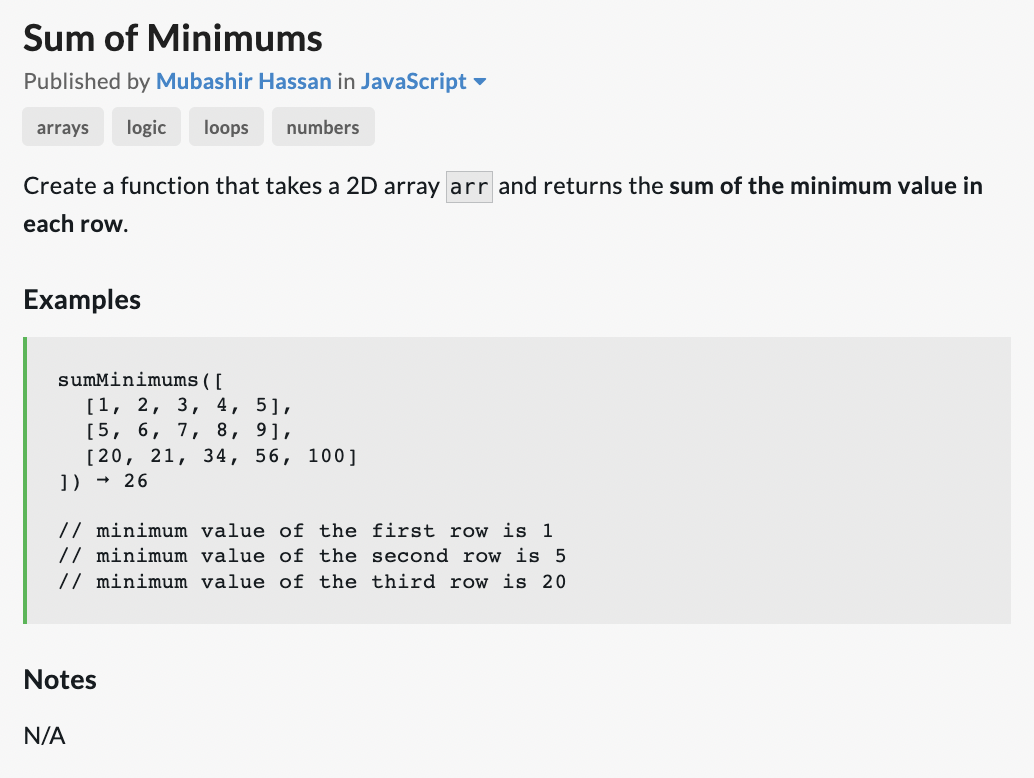 Sum of Minimums
Published by Mubashir Hassan in JavaScript
arrays logic loops numbers
Create a function that takes a 2D array arr and returns the sum of the minimum value in
each row.
Examples
sumMinimums([
  [1, 2, 3, 4, 5],
  [5, 6, 7, 8, 9],
  [20, 21, 34, 56, 100]
]) ➞ 26
// minimum value of the first row is 1
// minimum value of the second row is 5
// minimum value of the third row is 20
Notes
N/A